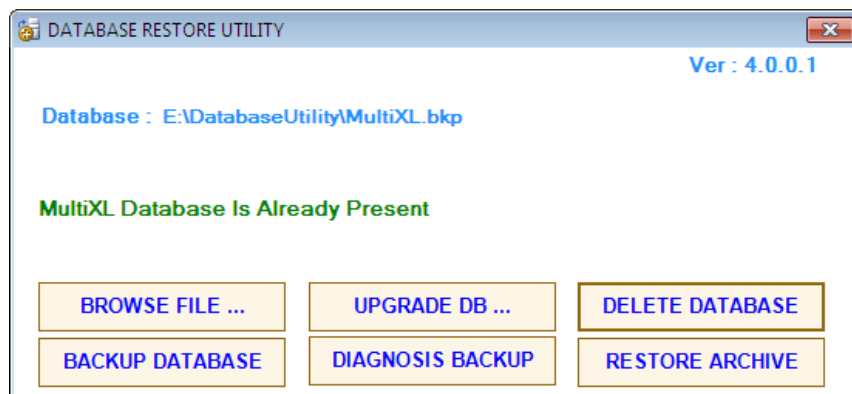 DATABASE RESTORE UTILITY
Ver : 4.0.0.1
Database : E:\DatabaseUtility\MultiXL.bkp
MultiXL Database Is Already Present
BROWSE FILE ... UPGRADE DB ... DELETE DATABASE
BACKUP DATABASE DIAGNOSIS BACKUP RESTORE ARCHIVE